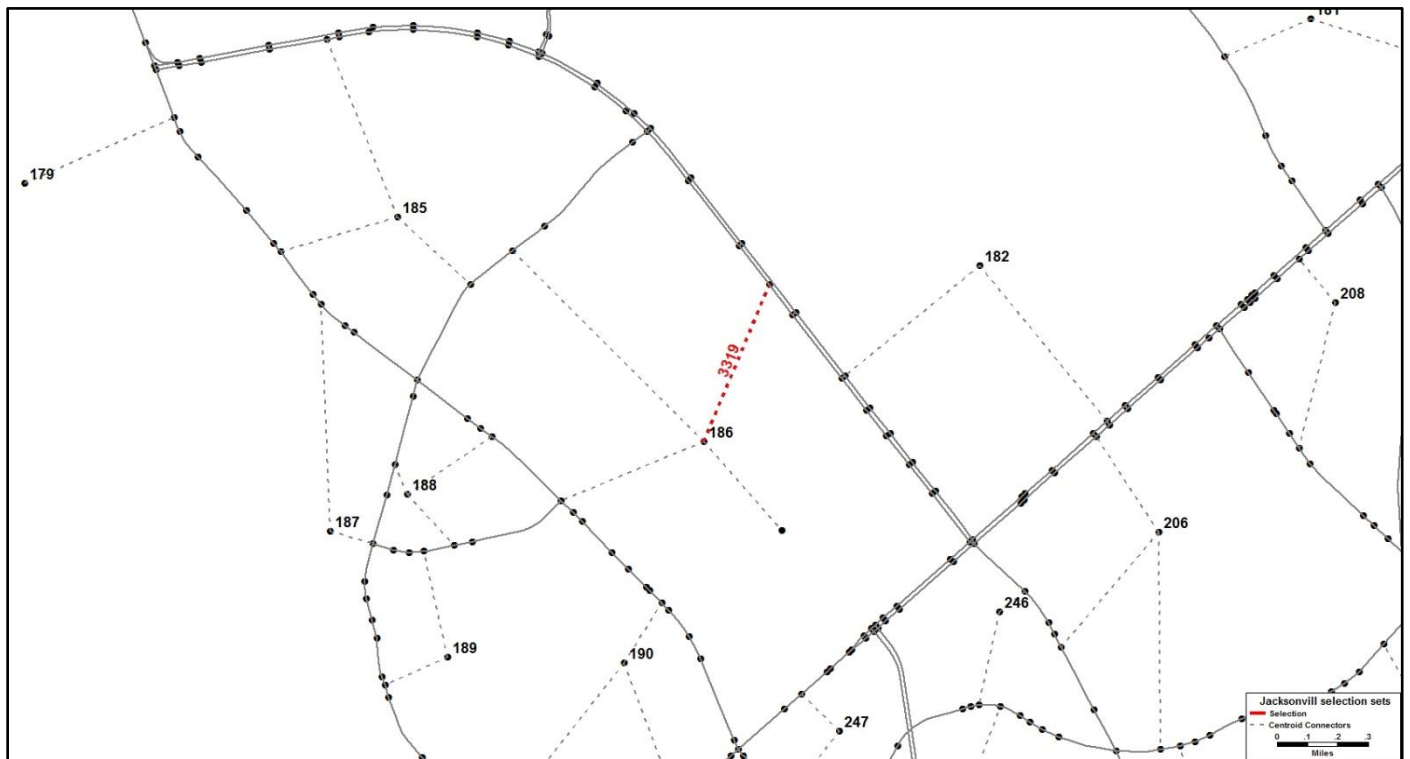 181
179
185
182
208
3319
186
188
187
206
246
189
190
247
Jacksonvill selection sets
Selection
Centroid Connectors
0 .1 .2 .3
Miles